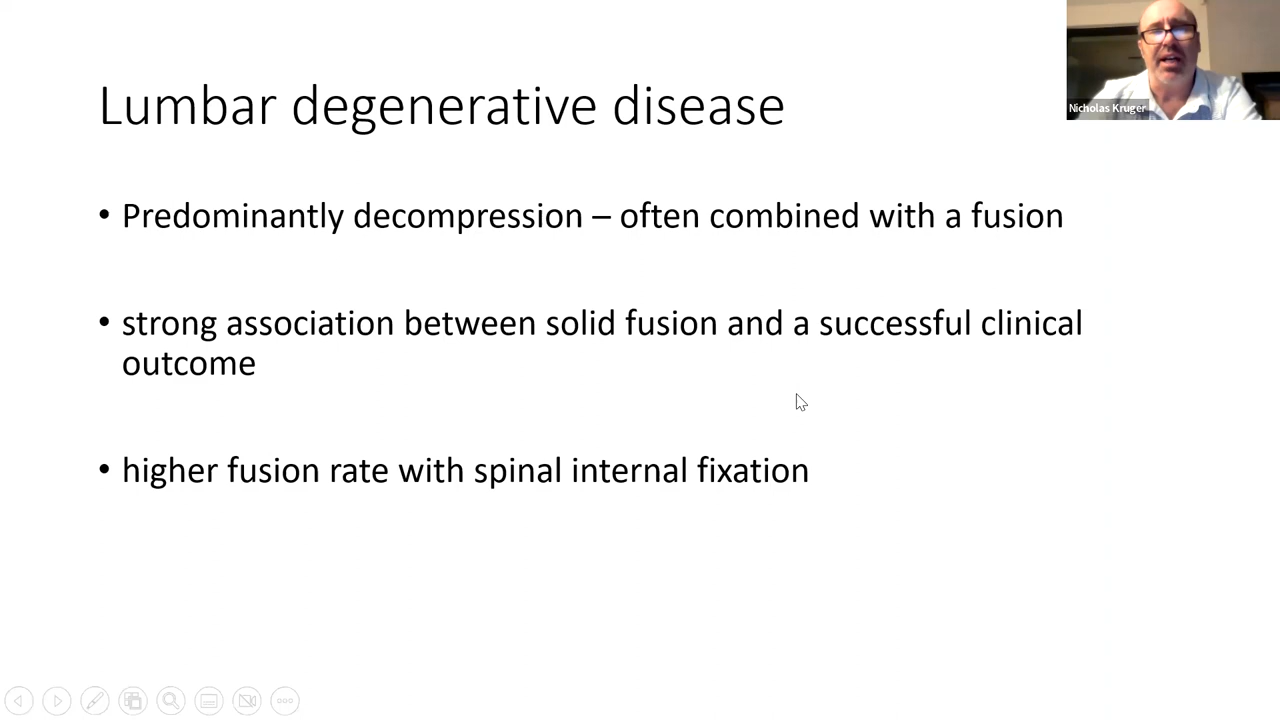 Nicholas Kruger
Lumbar degenerative disease
• Predominantly decompression – often combined with a fusion
• strong association between solid fusion and a successful clinical
outcome
• higher fusion rate with spinal internal fixation